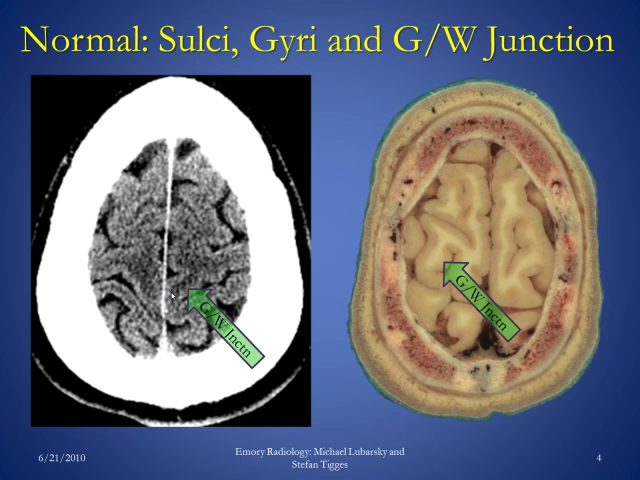 Normal: Sulci, Gyri and G/W Junction
G/W Jnctn
G/W Jnctn
6/21/2010
Emory Radiology: Michael Lubarsky and
Stefan Tigges
4